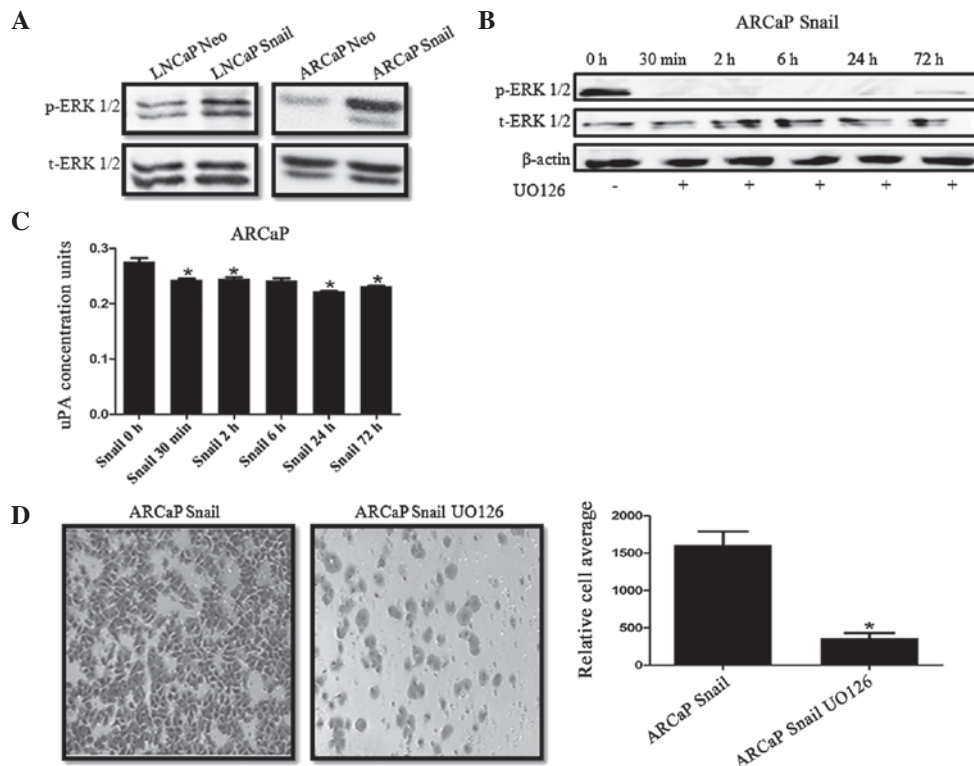 A
LNCaP Neo
LNCaP Snail
ARCaP Neo
ARCaP Snail
p-ERK 1/2
t-ERK 1/2
B
ARCaP Snail
0 h 30 min 2 h 6 h 24 h 72 h
p-ERK 1/2
t-ERK 1/2
β-actin
UO126 - + + + + +
C
ARCaP
uPA concentration units
0.3
0.2
0.1
0.0
* * * *
Snail 0 h
Snail 30 min
Snail 2 h
Snail 6 h
Snail 24 h
Snail 72 h
D
ARCaP Snail
ARCaP Snail UO126
Relative cell average
2000
1500
1000
500
0
*
ARCaP Snail
ARCaP Snail UO126